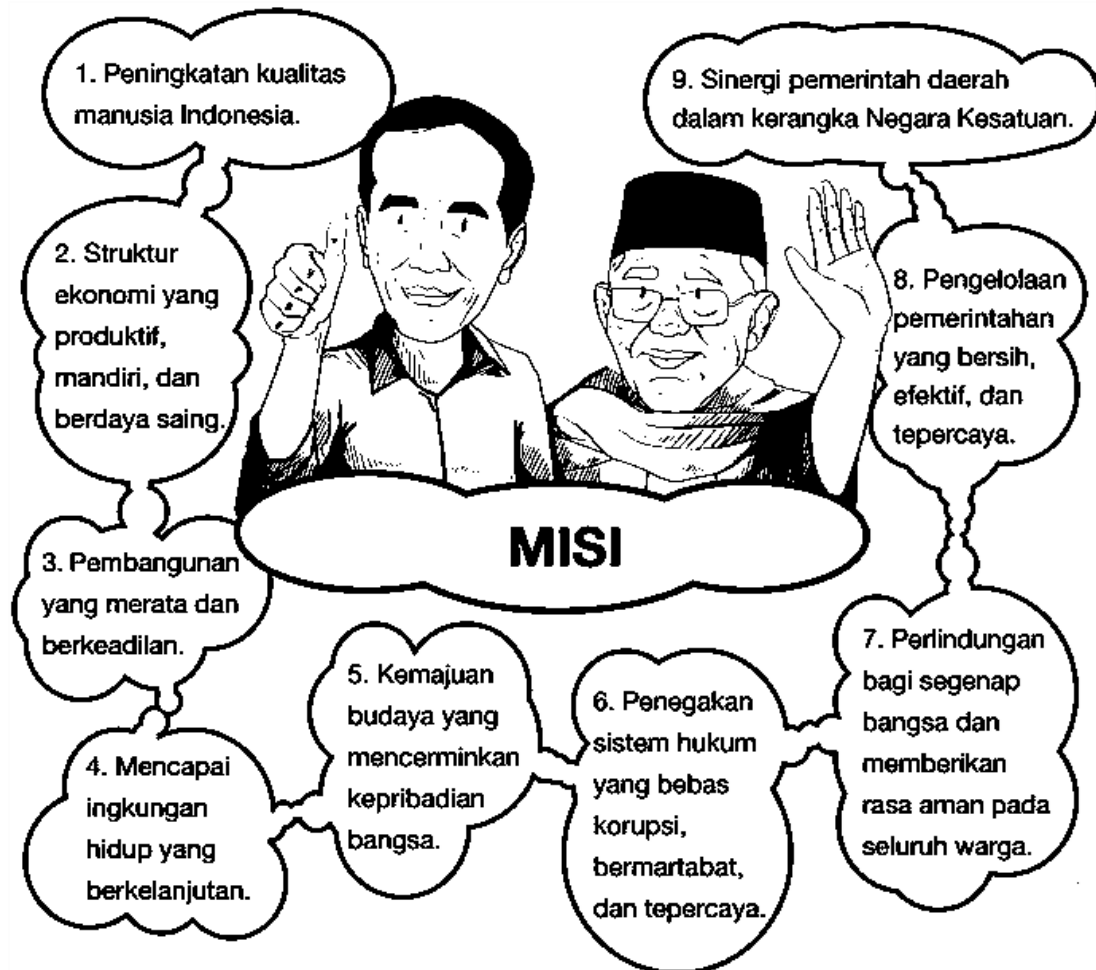 1. Peningkatan kualitas
manusia Indonesia.
2. Struktur
ekonomi yang
produktif,
mandiri, dan
berdaya saing.
3. Pembangunan
yang merata dan
berkeadilan.
4. Mencapai
ingkungan
hidup yang
berkelanjutan.
5. Kemajuan
budaya yang
mencerminkan
kepribadian
bangsa.
6. Penegakan
sistem hukum
yang bebas
korupsi,
bermartabat,
dan tepercaya.
7. Perlindungan
bagi segenap
bangsa dan
memberikan
rasa aman pada
seluruh warga.
8. Pengelolaan
pemerintahan
yang bersih,
efektif, dan
tepercaya.
9. Sinergi pemerintah daerah
dalam kerangka Negara Kesatuan.
MISI